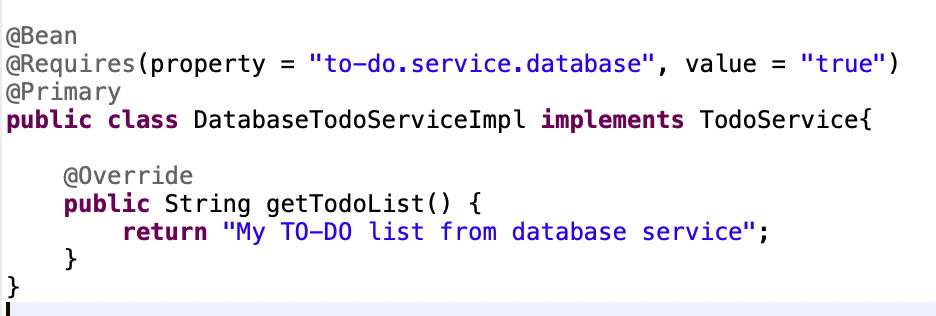 @Bean
@Requires(property = "to-do.service.database", value = "true")
@Primary
public class DatabaseTodoServiceImpl implements TodoService{
@Override
public String getTodoList() {
return "My TO-DO list from database service";
}
}